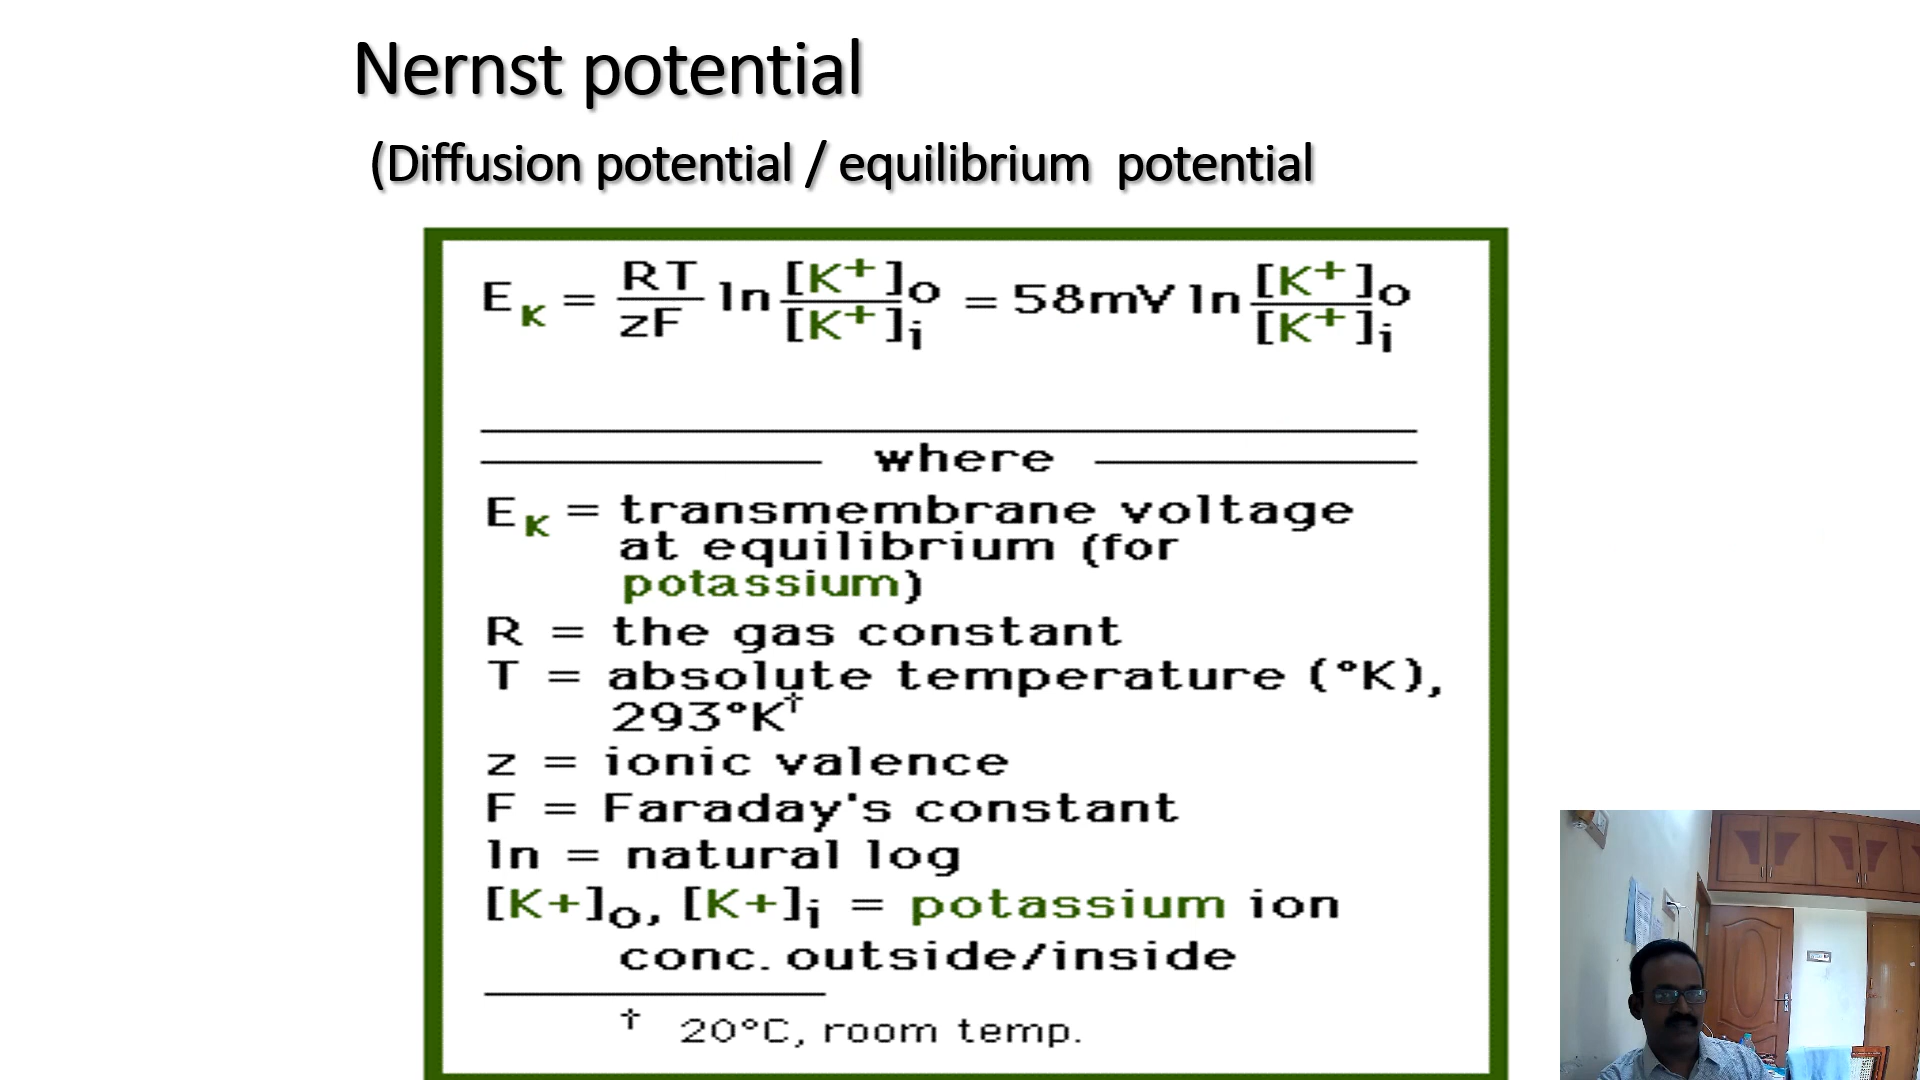 Nernst potential
(Diffusion potential / equilibrium potential
E_K = RT/zF ln [K⁺]o/[K⁺]i = 58mV ln [K⁺]o/[K⁺]i
where
E_K = transmembrane voltage
at equilibrium (for
potassium)
R = the gas constant
T = absolute temperature (°K),
293°K†
z = ionic valence
F = Faraday's constant
ln = natural log
[K+]o, [K+]i = potassium ion
conc. outside/inside
† 20°C, room temp.